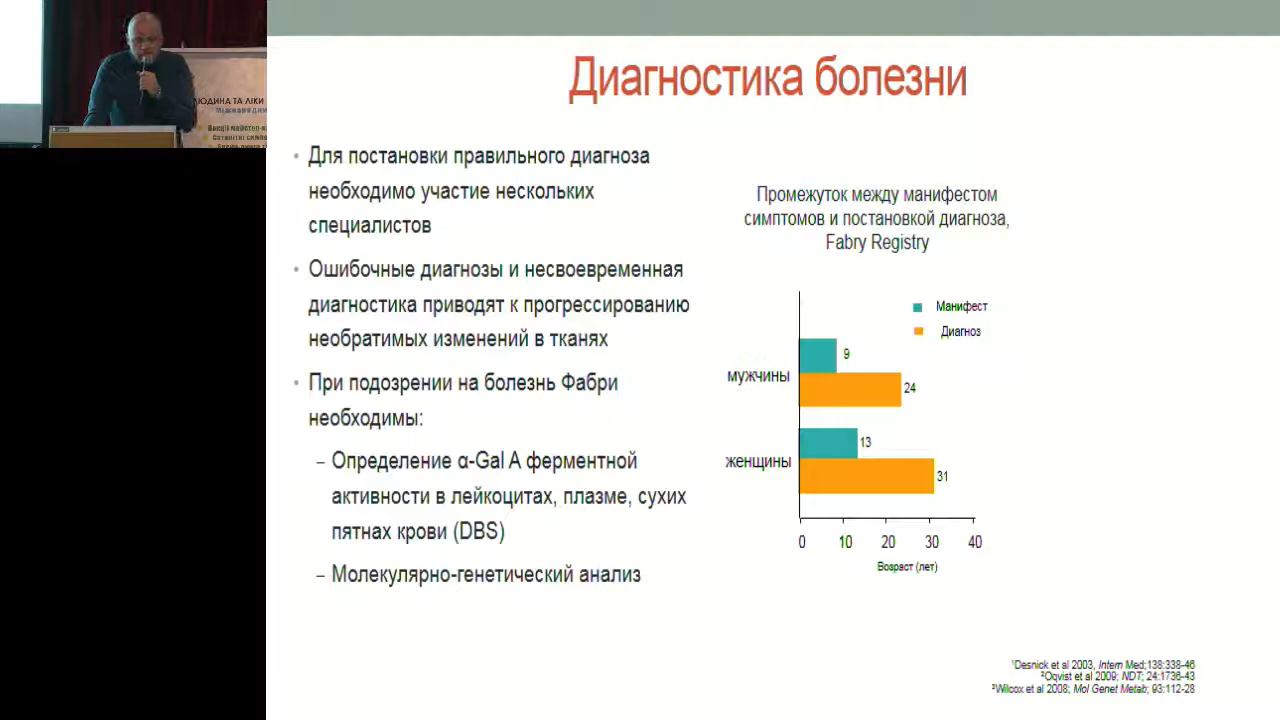 ЛЮДИНА ТА ЛІКИ
Диагностика болезни
• Для постановки правильного диагноза
необходимо участие нескольких
специалистов
• Ошибочные диагнозы и несвоевременная
диагностика приводят к прогрессированию
необратимых изменений в тканях
• При подозрении на болезнь Фабри
необходимы:
– Определение α-Gal A ферментной
активности в лейкоцитах, плазме, сухих
пятнах крови (DBS)
– Молекулярно-генетический анализ
Промежуток между манифестом
симптомов и постановкой диагноза,
Fabry Registry
Манифест
Диагноз
мужчины
9
24
женщины
13
31
0 10 20 30 40
Возраст (лет)
¹Desnick et al 2003, Intern Med;138:338-46
²Oqvist et al 2009; NDT; 24:1736-43
³Wilcox et al 2008; Mol Genet Metab; 93:112-28